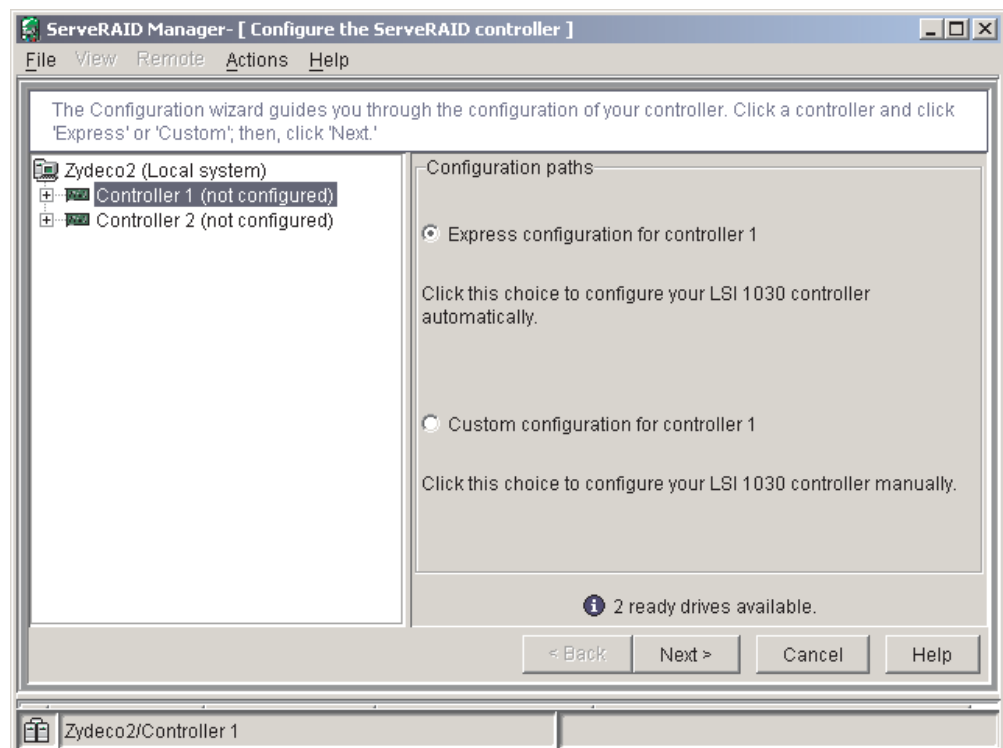 ServeRAID Manager- [ Configure the ServeRAID controller ]
File View Remote Actions Help
The Configuration wizard guides you through the configuration of your controller. Click a controller and click
'Express' or 'Custom'; then, click 'Next.'
Zydeco2 (Local system)
Controller 1 (not configured)
Controller 2 (not configured)
Configuration paths
Express configuration for controller 1
Click this choice to configure your LSI 1030 controller
automatically.
Custom configuration for controller 1
Click this choice to configure your LSI 1030 controller manually.
2 ready drives available.
< Back Next > Cancel Help
Zydeco2/Controller 1